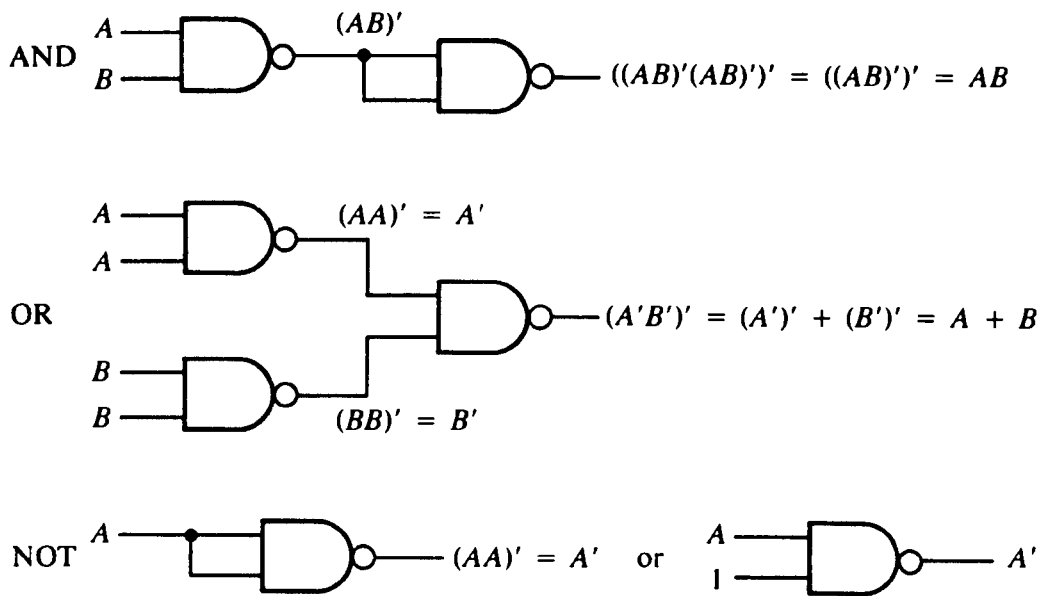 AND A (AB)′
B ((AB)′(AB)′)′ = ((AB)′)′ = AB
A (AA)′ = A′
A
OR (A′B′)′ = (A′)′ + (B′)′ = A + B
B
B (BB)′ = B′
NOT A (AA)′ = A′ or A A′
1